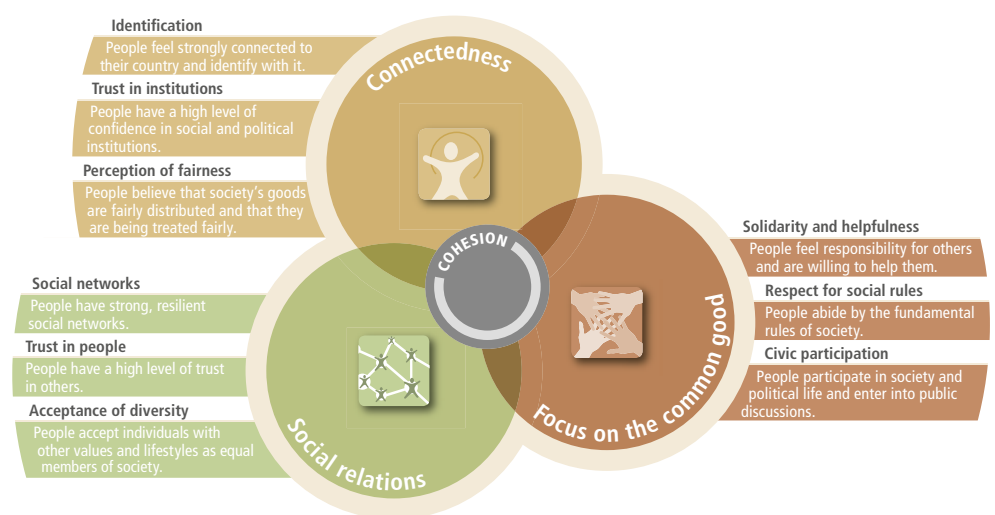 Identification
People feel strongly connected to
their country and identify with it.
Trust in institutions
People have a high level of
confidence in social and political
institutions.
Perception of fairness
People believe that society's goods
are fairly distributed and that they
are being treated fairly.
Connectedness
COHESION
Social networks
People have strong, resilient
social networks.
Trust in people
People have a high level of trust
in others.
Acceptance of diversity
People accept individuals with
other values and lifestyles as equal
members of society.
Social relations
Solidarity and helpfulness
People feel responsibility for others
and are willing to help them.
Respect for social rules
People abide by the fundamental
rules of society.
Civic participation
People participate in society and
political life and enter into public
discussions.
Focus on the common good